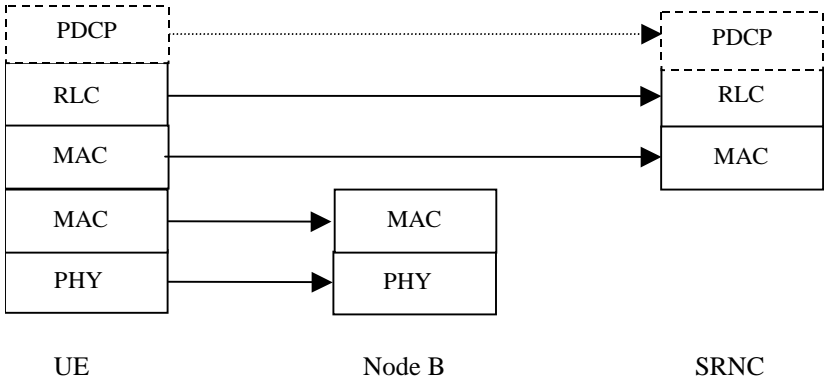 PDCP
PDCP
RLC
RLC
MAC
MAC
MAC
MAC
PHY
PHY
UE
Node B
SRNC